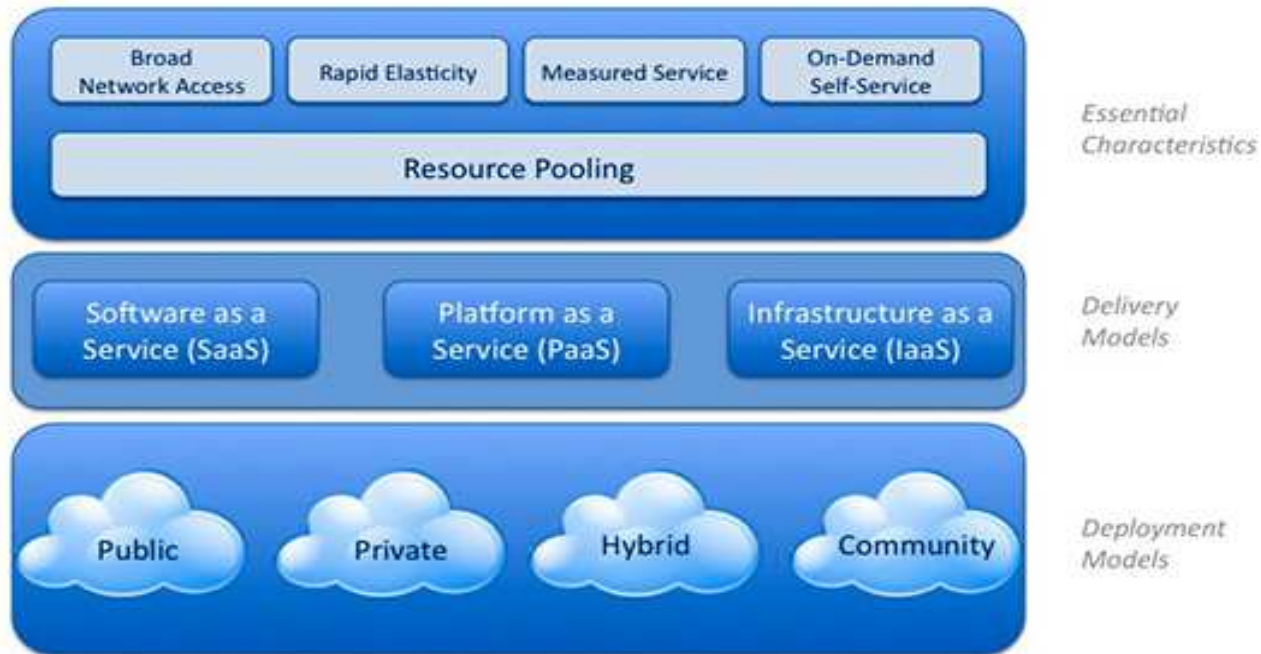 Broad
Network Access
Rapid Elasticity
Measured Service
On-Demand
Self-Service
Resource Pooling
Essential
Characteristics
Software as a
Service (SaaS)
Platform as a
Service (PaaS)
Infrastructure as a
Service (IaaS)
Delivery
Models
Public
Private
Hybrid
Community
Deployment
Models